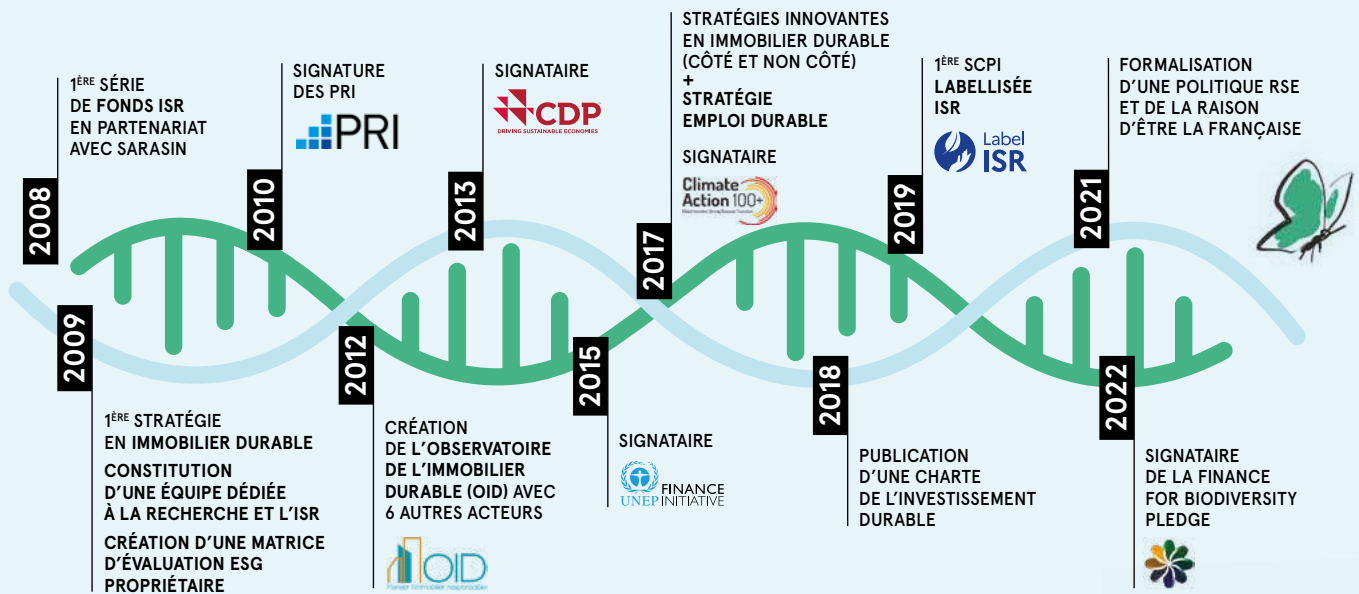 2008
1ÈRE SÉRIE
DE FONDS ISR
EN PARTENARIAT
AVEC SARASIN
2009
1ÈRE STRATÉGIE
EN IMMOBILIER DURABLE
CONSTITUTION
D'UNE ÉQUIPE DÉDIÉE
À LA RECHERCHE ET L'ISR
CRÉATION D'UNE MATRICE
D'ÉVALUATION ESG
PROPRIÉTAIRE
2010
SIGNATURE
DES PRI
PRI
2012
CRÉATION
DE L'OBSERVATOIRE
DE L'IMMOBILIER
DURABLE (OID) AVEC
6 AUTRES ACTEURS
OID
2013
SIGNATAIRE
CDP
DRIVING SUSTAINABLE ECONOMIES
2015
SIGNATAIRE
UNEP FINANCE
INITIATIVE
2017
STRATÉGIES INNOVANTES
EN IMMOBILIER DURABLE
(CÔTÉ ET NON CÔTÉ)
+
STRATÉGIE
EMPLOI DURABLE
SIGNATAIRE
Climate
Action 100+
2018
PUBLICATION
D'UNE CHARTE
DE L'INVESTISSEMENT
DURABLE
2019
1ÈRE SCPI
LABELLISÉE
ISR
Label
ISR
2021
FORMALISATION
D'UNE POLITIQUE RSE
ET DE LA RAISON
D'ÊTRE LA FRANÇAISE
2022
SIGNATAIRE
DE LA FINANCE
FOR BIODIVERSITY
PLEDGE